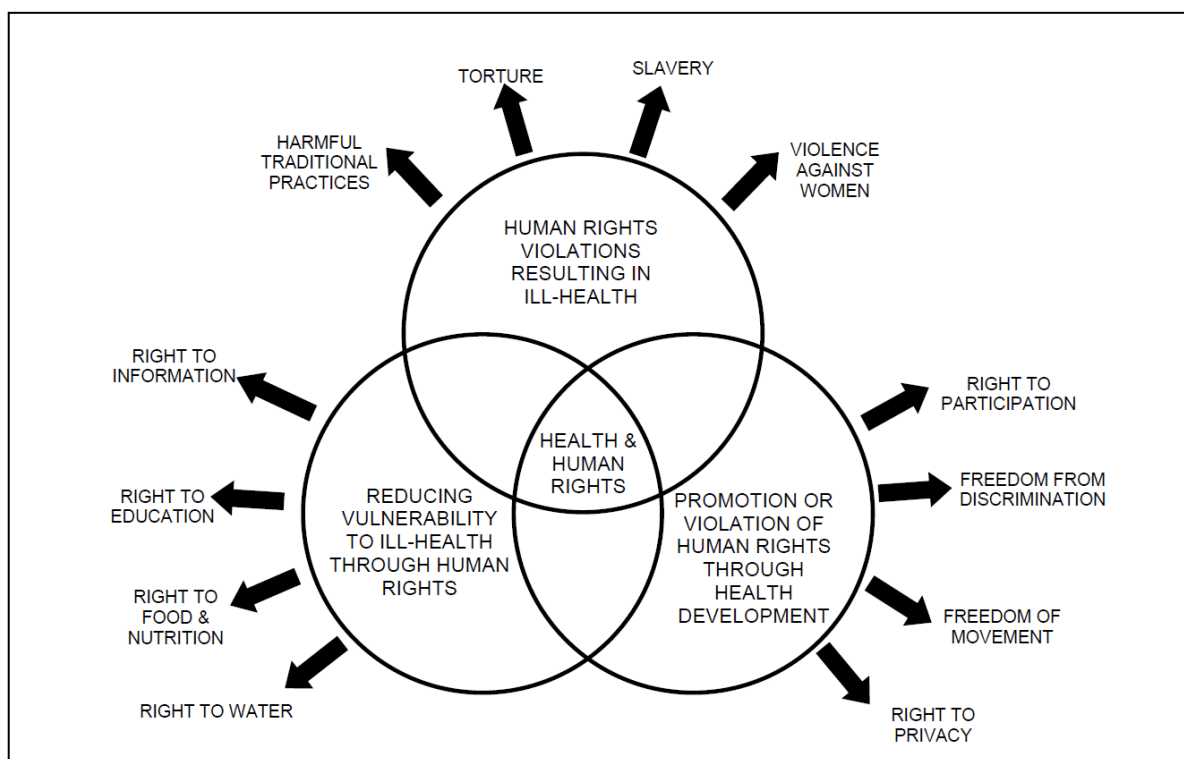 TORTURE
SLAVERY
HARMFUL
TRADITIONAL
PRACTICES
VIOLENCE
AGAINST
WOMEN
HUMAN RIGHTS
VIOLATIONS
RESULTING IN
ILL-HEALTH
RIGHT TO
INFORMATION
RIGHT TO
PARTICIPATION
HEALTH &
HUMAN
RIGHTS
RIGHT TO
EDUCATION
REDUCING
VULNERABILITY
TO ILL-HEALTH
THROUGH HUMAN
RIGHTS
PROMOTION OR
VIOLATION OF
HUMAN RIGHTS
THROUGH
HEALTH
DEVELOPMENT
FREEDOM FROM
DISCRIMINATION
RIGHT TO
FOOD &
NUTRITION
FREEDOM OF
MOVEMENT
RIGHT TO WATER
RIGHT TO
PRIVACY